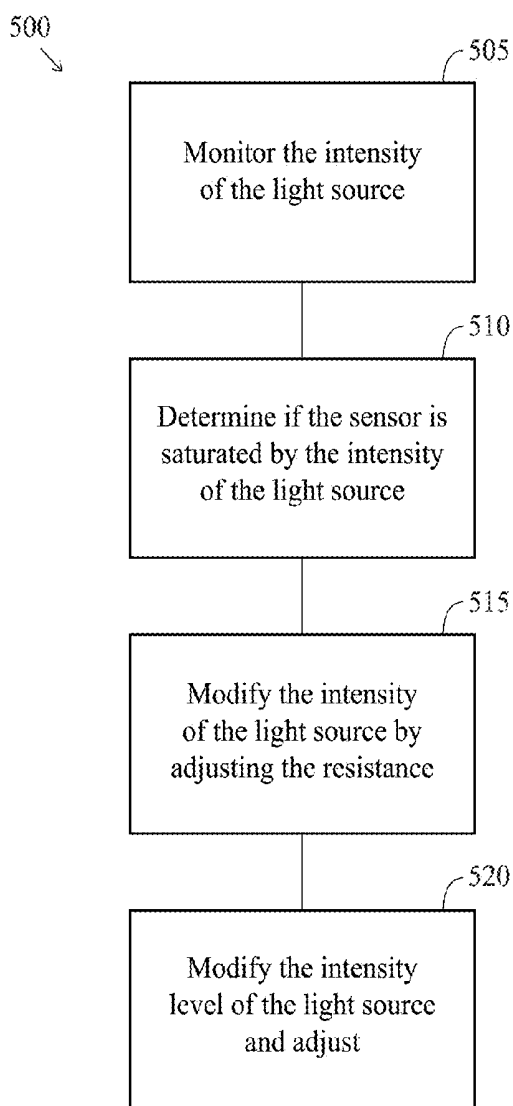 500
505
Monitor the intensity
of the light source
510
Determine if the sensor is
saturated by the intensity
of the light source
515
Modify the intensity
of the light source by
adjusting the resistance
520
Modify the intensity
level of the light source
and adjust